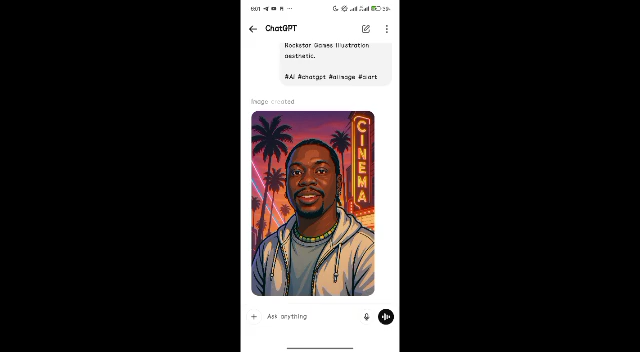 ChatGPT
Rockstar Games Illustration
aesthetic.
#AI #chatgpt #aiimage #aiart
Image created
CINEMA
Ask anything